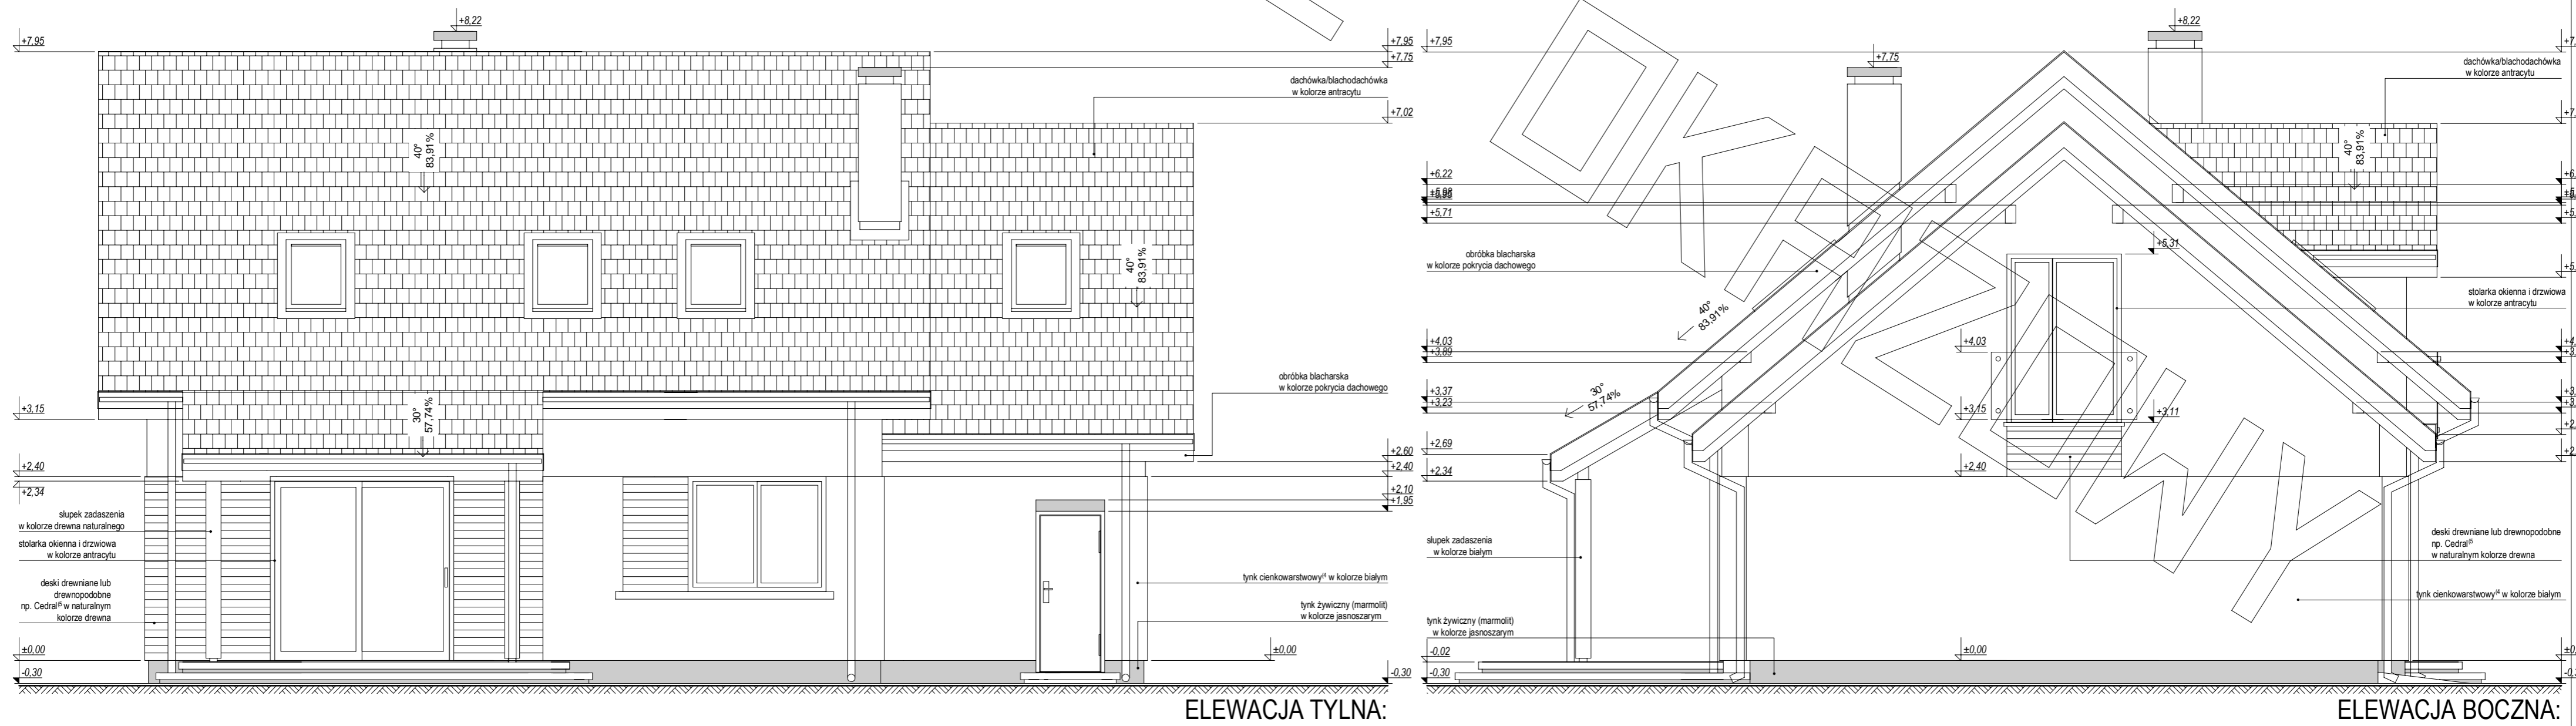 +8,22
+7,95
+7,95
+7,75
dachówka/blachodachówka
w kolorze antracytu
+7,02
40°
83,91%
40°
83,91%
obróbka blacharska
w kolorze pokrycia dachowego
+3,15
30°
57,74%
+2,60
+2,40
+2,40
+2,34
+2,10
+1,95
słupek zadaszenia
w kolorze drewna naturalnego
stolarka okienna i drzwiowa
w kolorze antracytu
deski drewniane lub
drewnopodobne
np. Cedral⁽⁵ w naturalnym
kolorze drewna
tynk cienkowarstwowy⁽⁴ w kolorze białym
tynk żywiczny (marmolit)
w kolorze jasnoszarym
±0,00
±0,00
-0,30
-0,30
ELEWACJA TYLNA:
+8,22
+7,95
+7,75
dachówka/blachodachówka
w kolorze antracytu
40°
83,91%
+6,22
+5,71
+5,31
obróbka blacharska
w kolorze pokrycia dachowego
stolarka okienna i drzwiowa
w kolorze antracytu
40°
83,91%
+4,03
+3,89
+4,03
30°
57,74%
+3,37
+3,23
+3,15
+3,11
+2,69
+2,40
+2,34
słupek zadaszenia
w kolorze białym
deski drewniane lub drewnopodobne
np. Cedral⁽⁵
w naturalnym kolorze drewna
tynk cienkowarstwowy⁽⁴ w kolorze białym
tynk żywiczny (marmolit)
w kolorze jasnoszarym
-0,02
±0,00
-0,30
ELEWACJA BOCZNA: